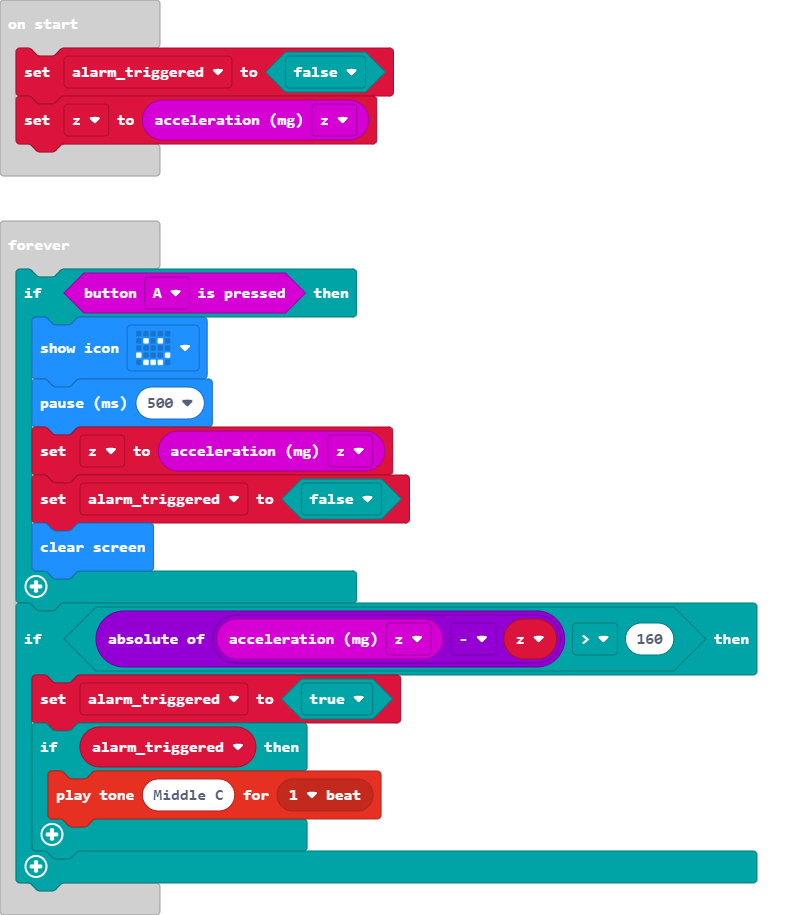 on start
set alarm_triggered to false
set z to acceleration (mg) z
forever
if button A is pressed then
show icon
pause (ms) 500
set z to acceleration (mg) z
set alarm_triggered to false
clear screen
if absolute of acceleration (mg) z - z > 160 then
set alarm_triggered to true
if alarm_triggered then
play tone Middle C for 1 beat